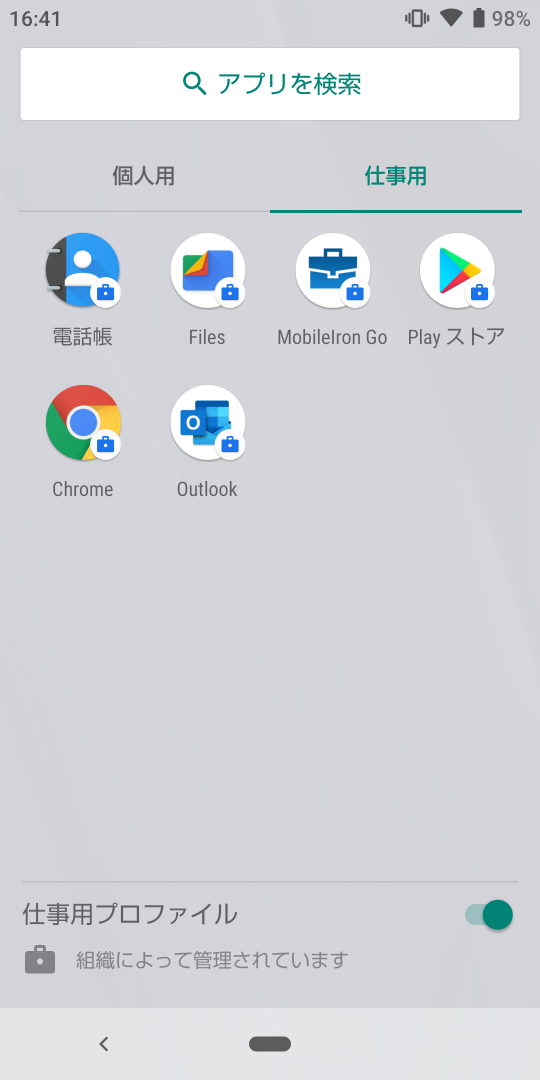 16:41
98%
アプリを検索
個人用
仕事用
電話帳
Files
MobileIron Go
Play ストア
Chrome
Outlook
仕事用プロファイル
組織によって管理されています